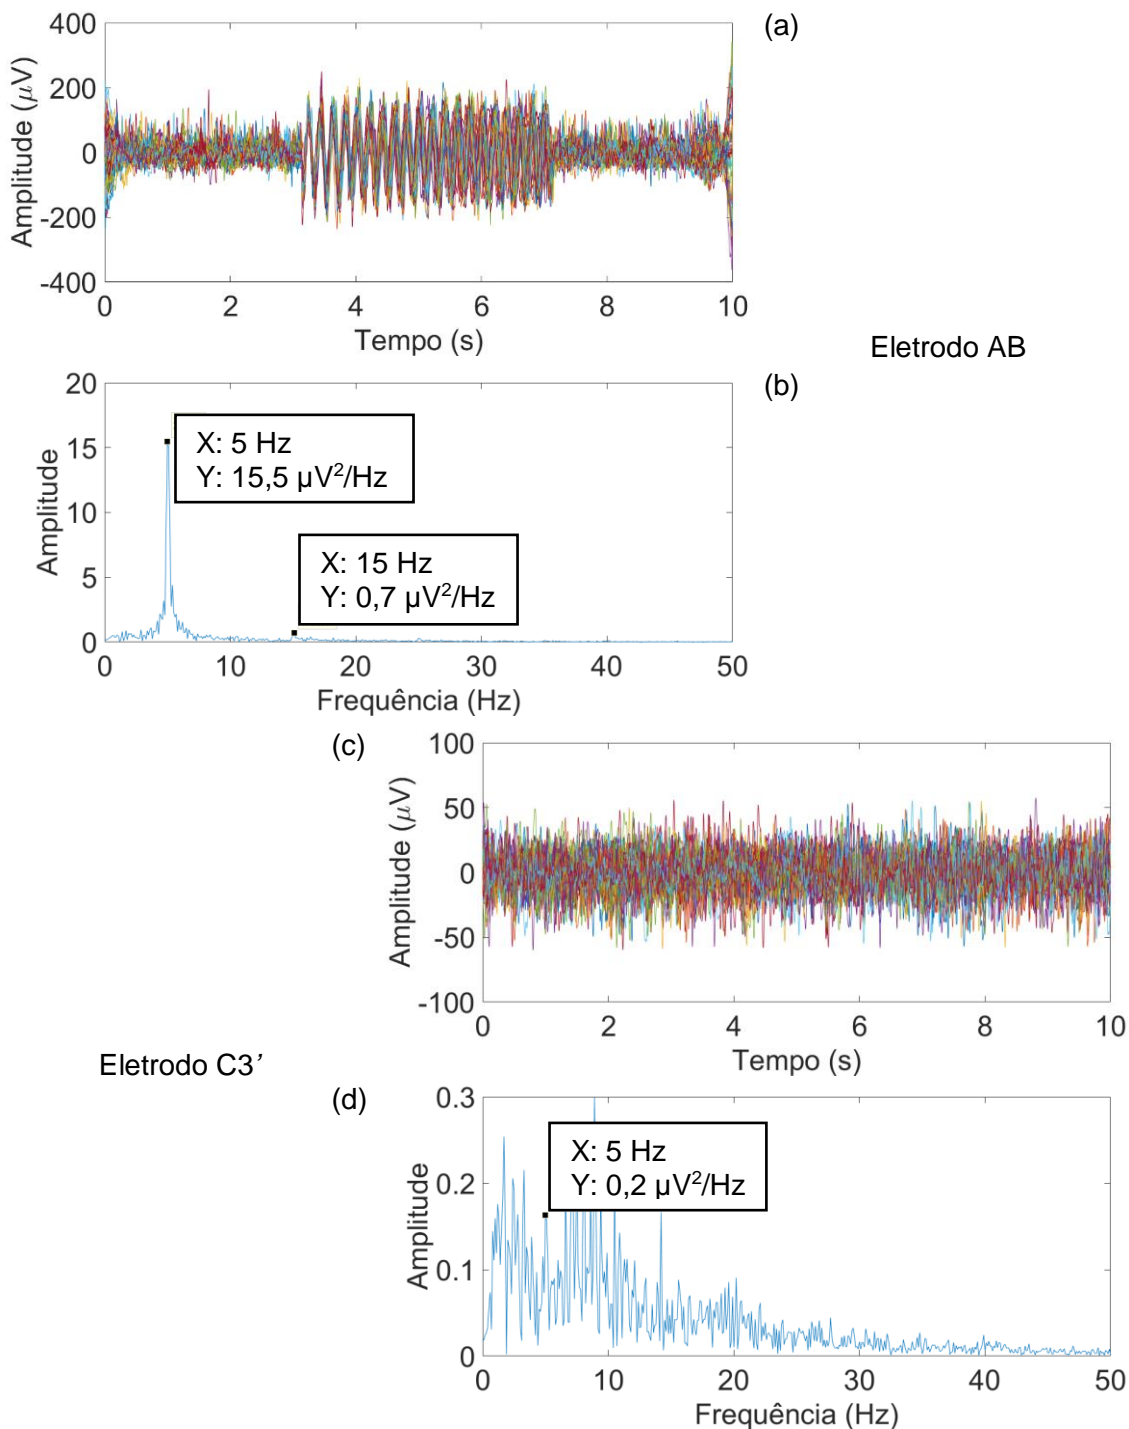 (a)
400
200
0
-200
-400
Amplitude (μV)
0 2 4 6 8 10
Tempo (s)
Eletrodo AB
(b)
20
15
10
5
0
Amplitude
X: 5 Hz
Y: 15,5 μV²/Hz
X: 15 Hz
Y: 0,7 μV²/Hz
0 10 20 30 40 50
Frequência (Hz)
(c)
100
50
0
-50
-100
Amplitude (μV)
0 2 4 6 8 10
Tempo (s)
Eletrodo C3′
(d)
0.3
0.2
0.1
0
Amplitude
X: 5 Hz
Y: 0,2 μV²/Hz
0 10 20 30 40 50
Frequência (Hz)